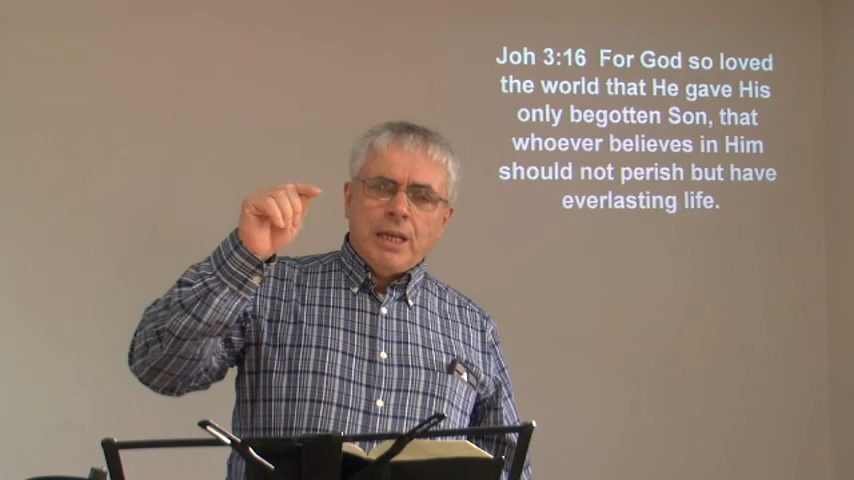 Joh 3:16 For God so loved
the world that He gave His
only begotten Son, that
whoever believes in Him
should not perish but have
everlasting life.